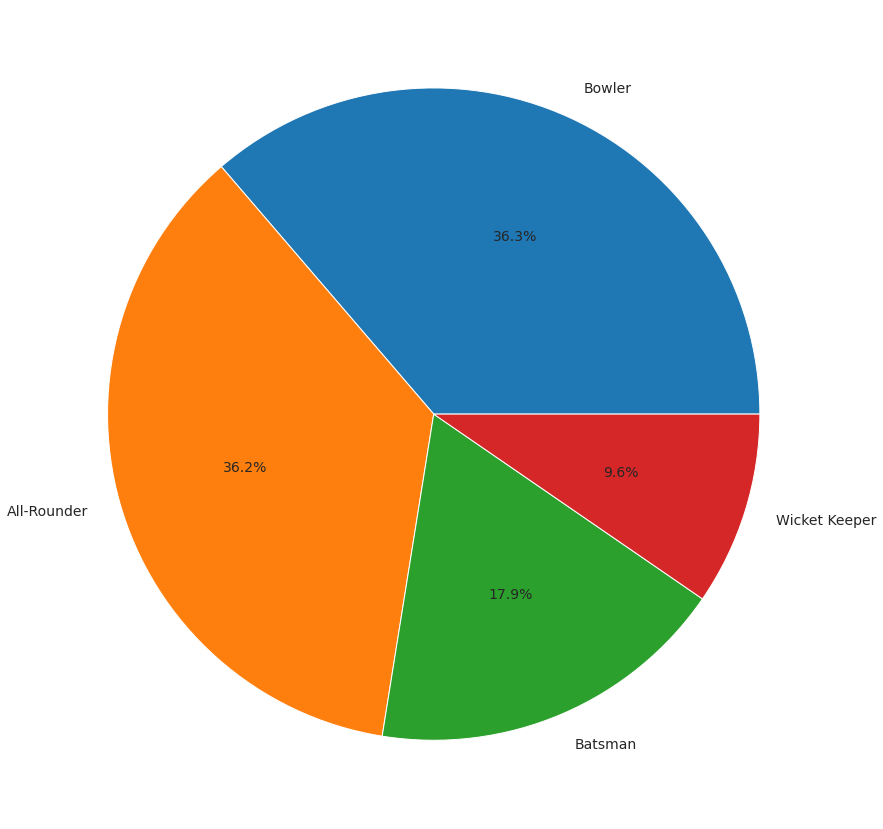 Bowler
36.3%
36.2%
9.6%
All-Rounder
Wicket Keeper
17.9%
Batsman